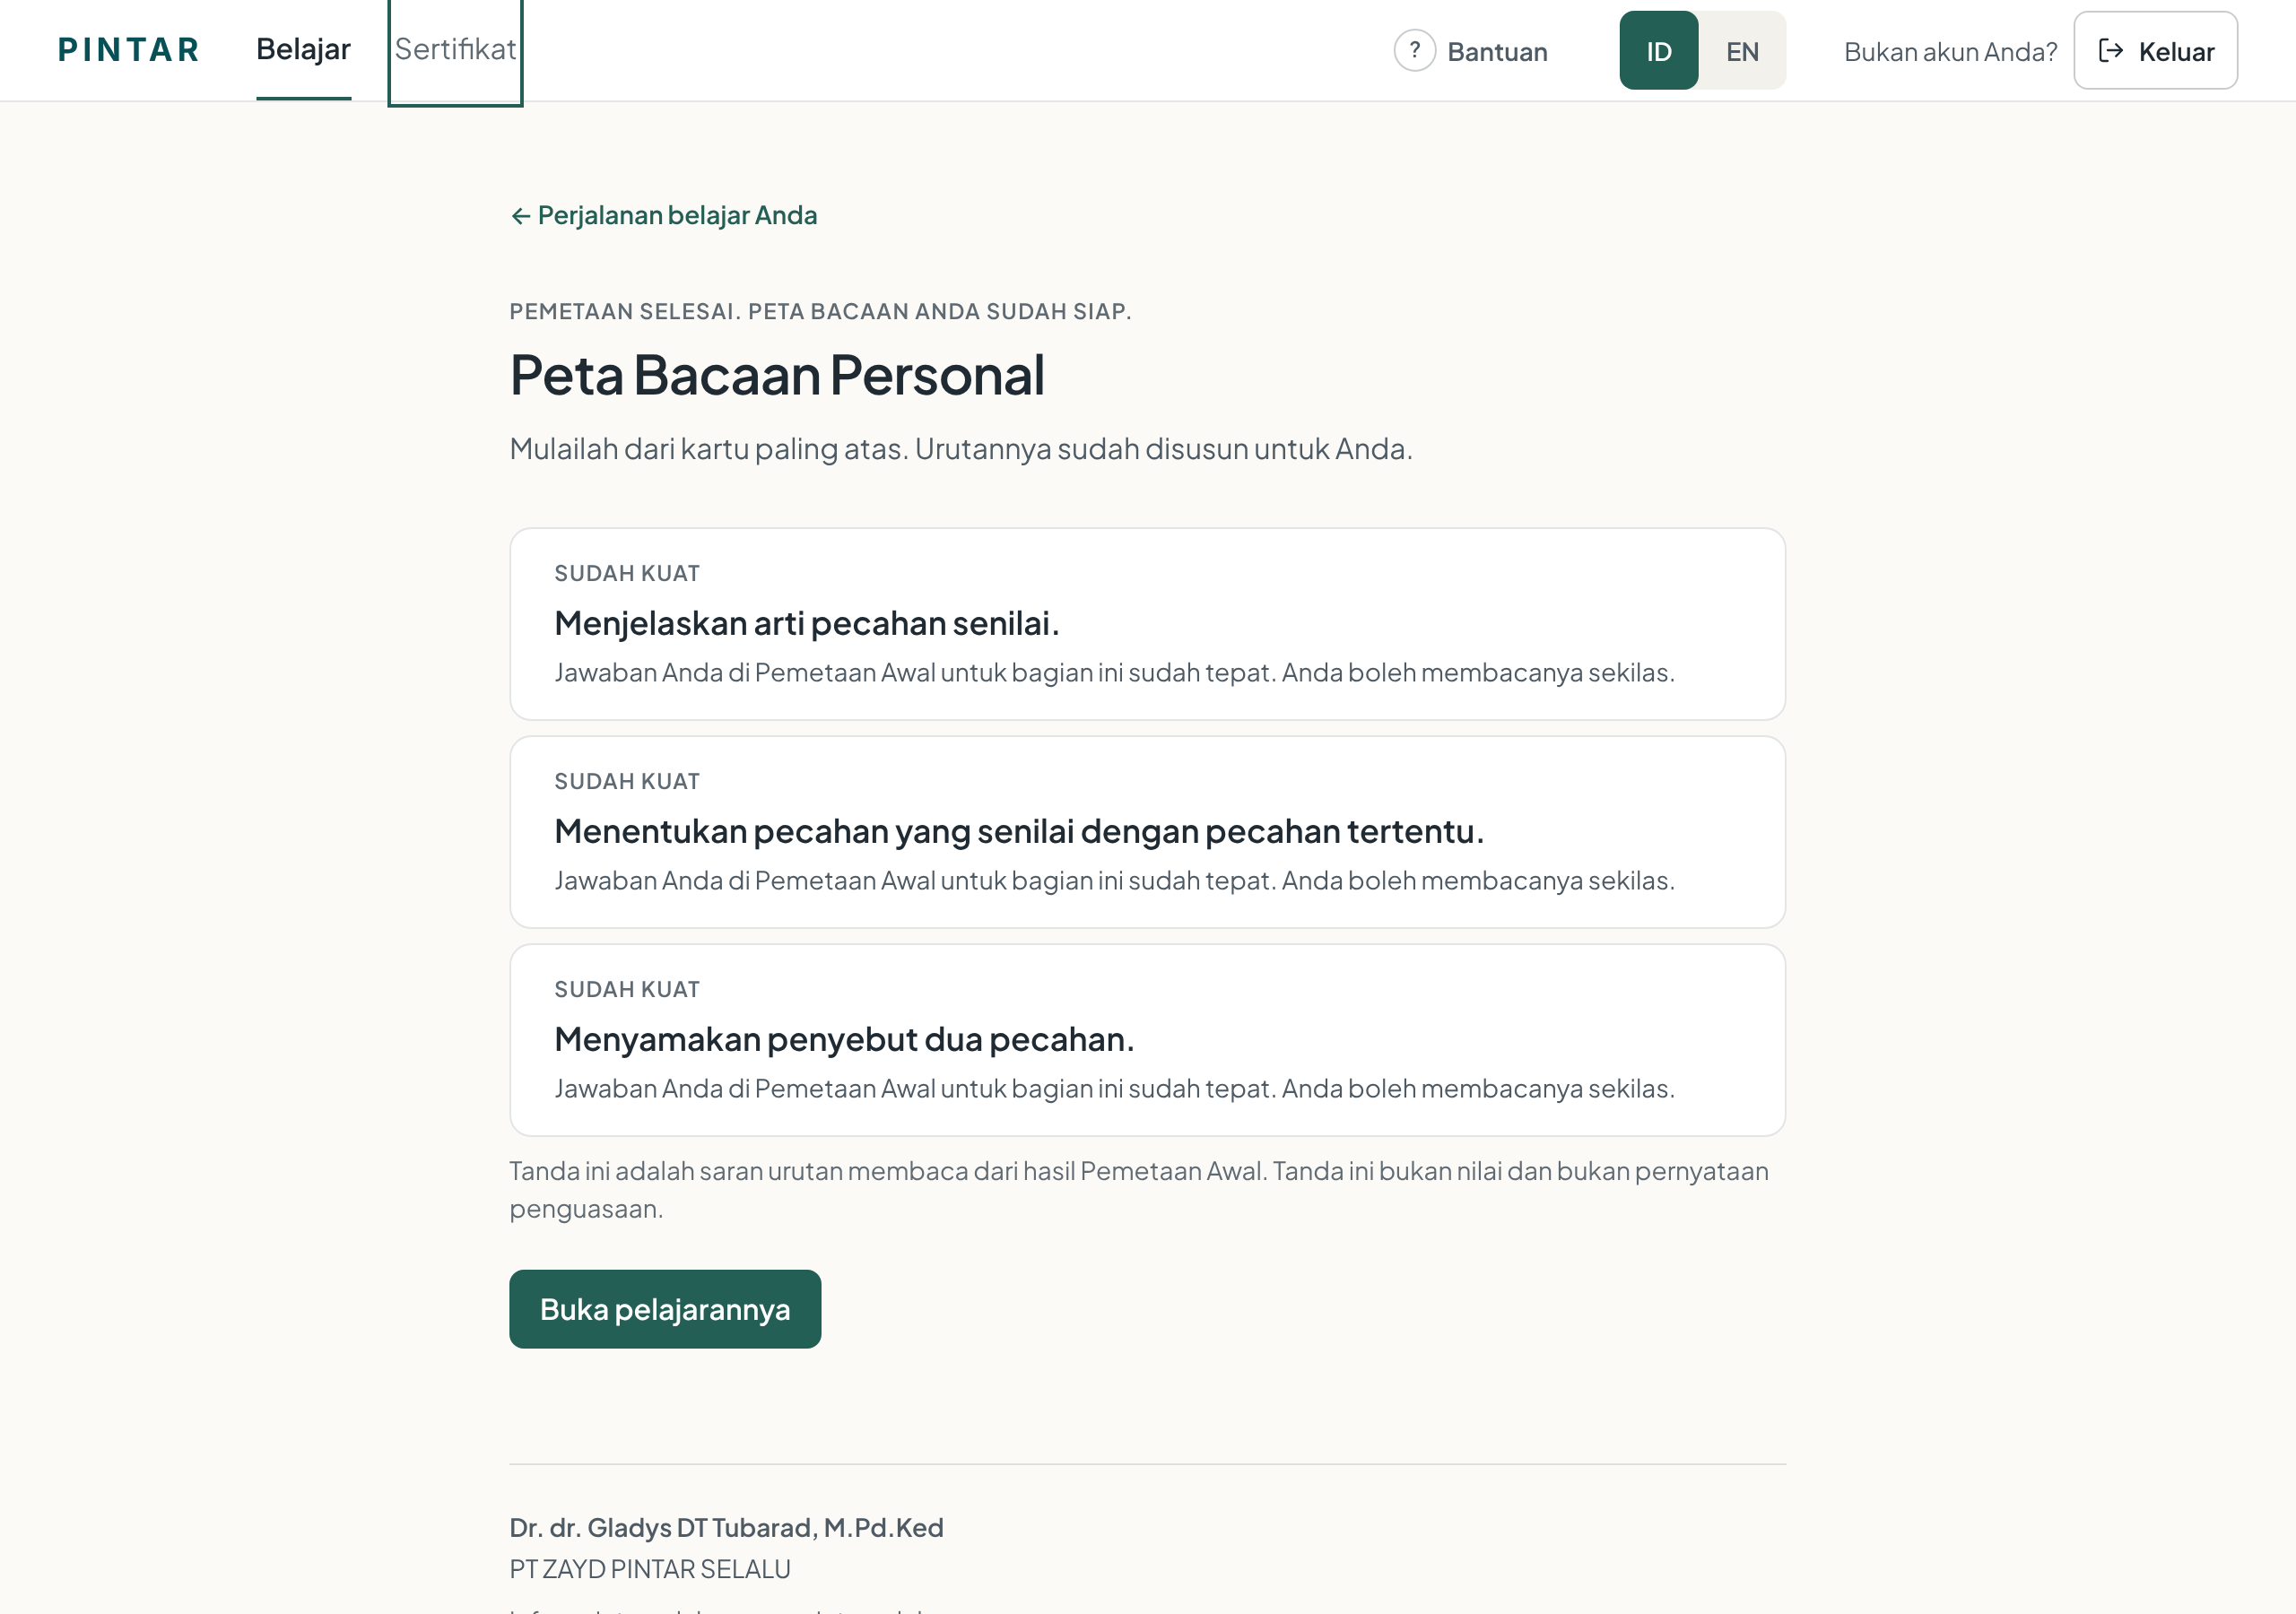 PINTAR
Belajar
Sertifikat
? Bantuan
ID
EN
Bukan akun Anda?
Keluar
← Perjalanan belajar Anda
PEMETAAN SELESAI. PETA BACAAN ANDA SUDAH SIAP.
Peta Bacaan Personal
Mulailah dari kartu paling atas. Urutannya sudah disusun untuk Anda.
SUDAH KUAT
Menjelaskan arti pecahan senilai.
Jawaban Anda di Pemetaan Awal untuk bagian ini sudah tepat. Anda boleh membacanya sekilas.
SUDAH KUAT
Menentukan pecahan yang senilai dengan pecahan tertentu.
Jawaban Anda di Pemetaan Awal untuk bagian ini sudah tepat. Anda boleh membacanya sekilas.
SUDAH KUAT
Menyamakan penyebut dua pecahan.
Jawaban Anda di Pemetaan Awal untuk bagian ini sudah tepat. Anda boleh membacanya sekilas.
Tanda ini adalah saran urutan membaca dari hasil Pemetaan Awal. Tanda ini bukan nilai dan bukan pernyataan
penguasaan.
Buka pelajarannya
Dr. dr. Gladys DT Tubarad, M.Pd.Ked
PT ZAYD PINTAR SELALU